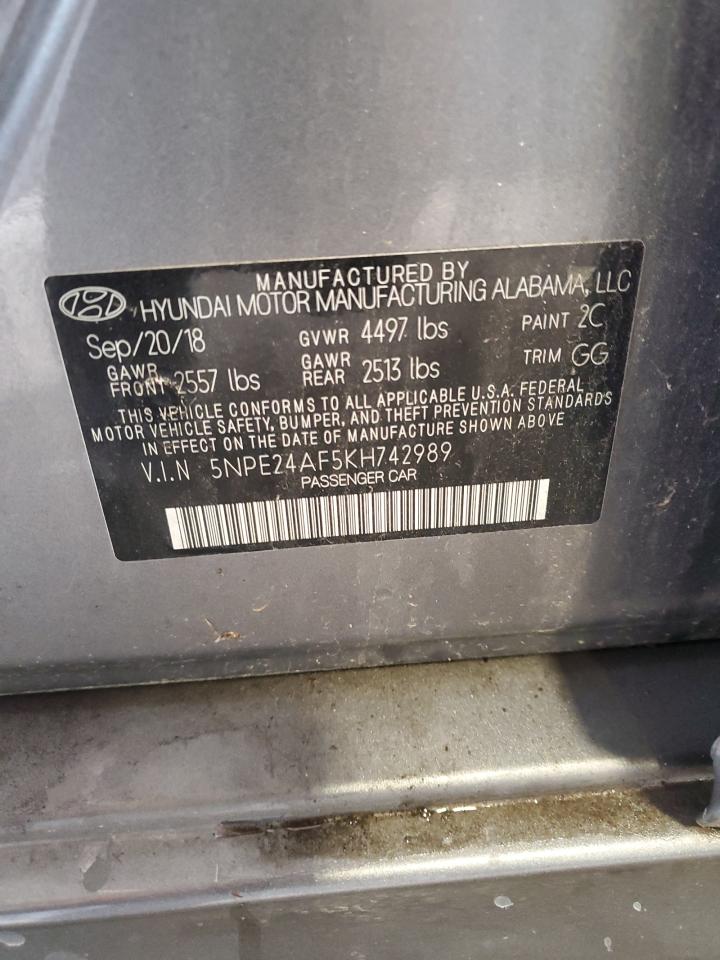 MANUFACTURED BY
HYUNDAI MOTOR MANUFACTURING ALABAMA, LLC
Sep/20/18 GVWR 4497 lbs PAINT 2C
GAWR FRONT 2557 lbs GAWR REAR 2513 lbs TRIM GG
THIS VEHICLE CONFORMS TO ALL APPLICABLE U.S.A. FEDERAL
MOTOR VEHICLE SAFETY, BUMPER, AND THEFT PREVENTION STANDARDS
IN EFFECT ON THE DATE OF MANUFACTURE SHOWN ABOVE
V.I.N 5NPE24AF5KH742989
PASSENGER CAR